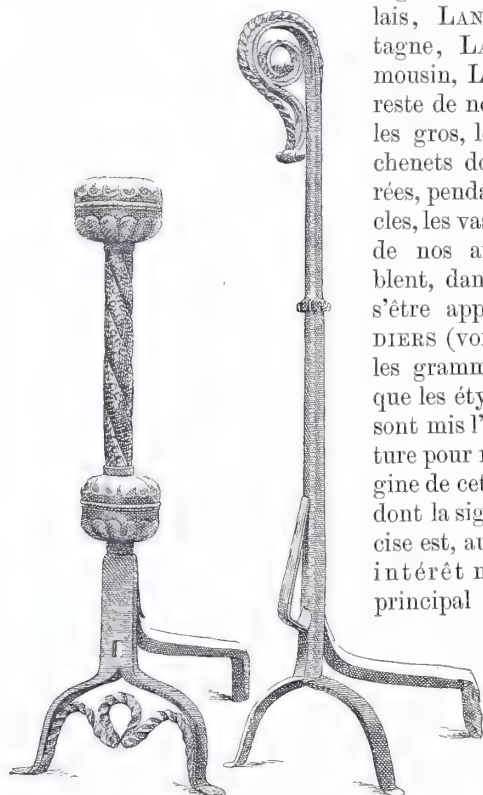 lais, LAN
tagne, LA
mousin, L
reste de no
les gros, le
chenets do
rées, penda
cles, les vas
de nos a
blent, dan
s'être app
DIERS (voi
les gramm
que les éty
sont mis l'
ture pour r
gine de cet
dont la sig
cise est, au
intérêt m
principal